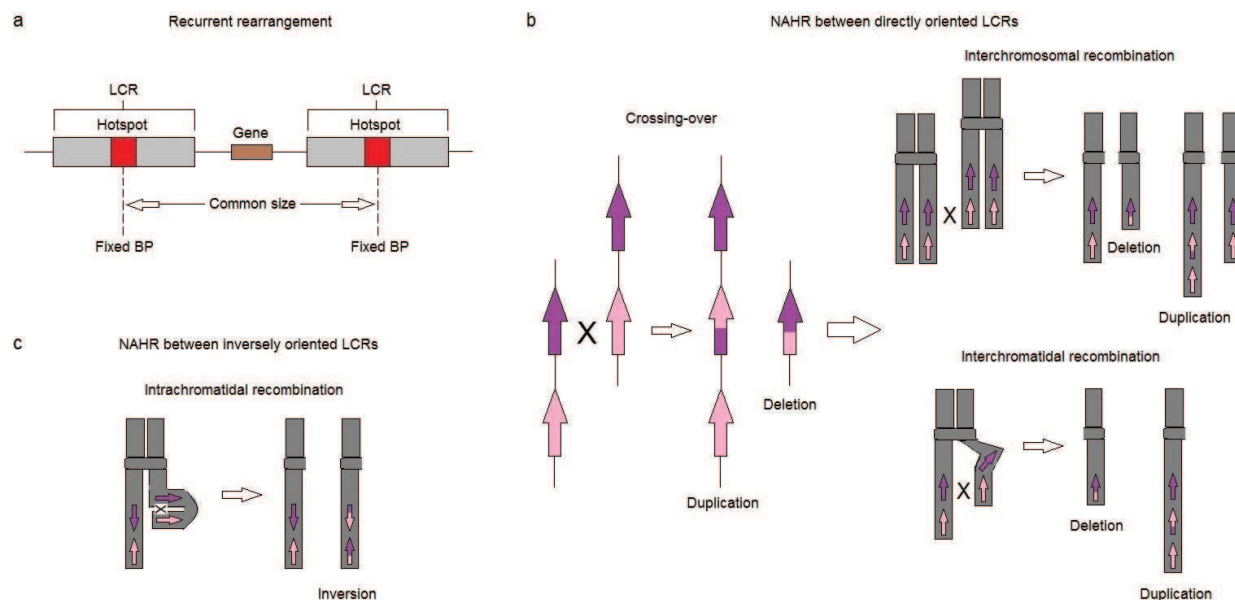 a
Recurrent rearrangement
LCR
LCR
Hotspot
Gene
Hotspot
Common size
Fixed BP
Fixed BP
b
NAHR between directly oriented LCRs
Crossing-over
X
Deletion
Duplication
Interchromosomal recombination
X
Deletion
Duplication
Interchromatidal recombination
X
Deletion
Duplication
c
NAHR between inversely oriented LCRs
Intrachromatidal recombination
X
Inversion